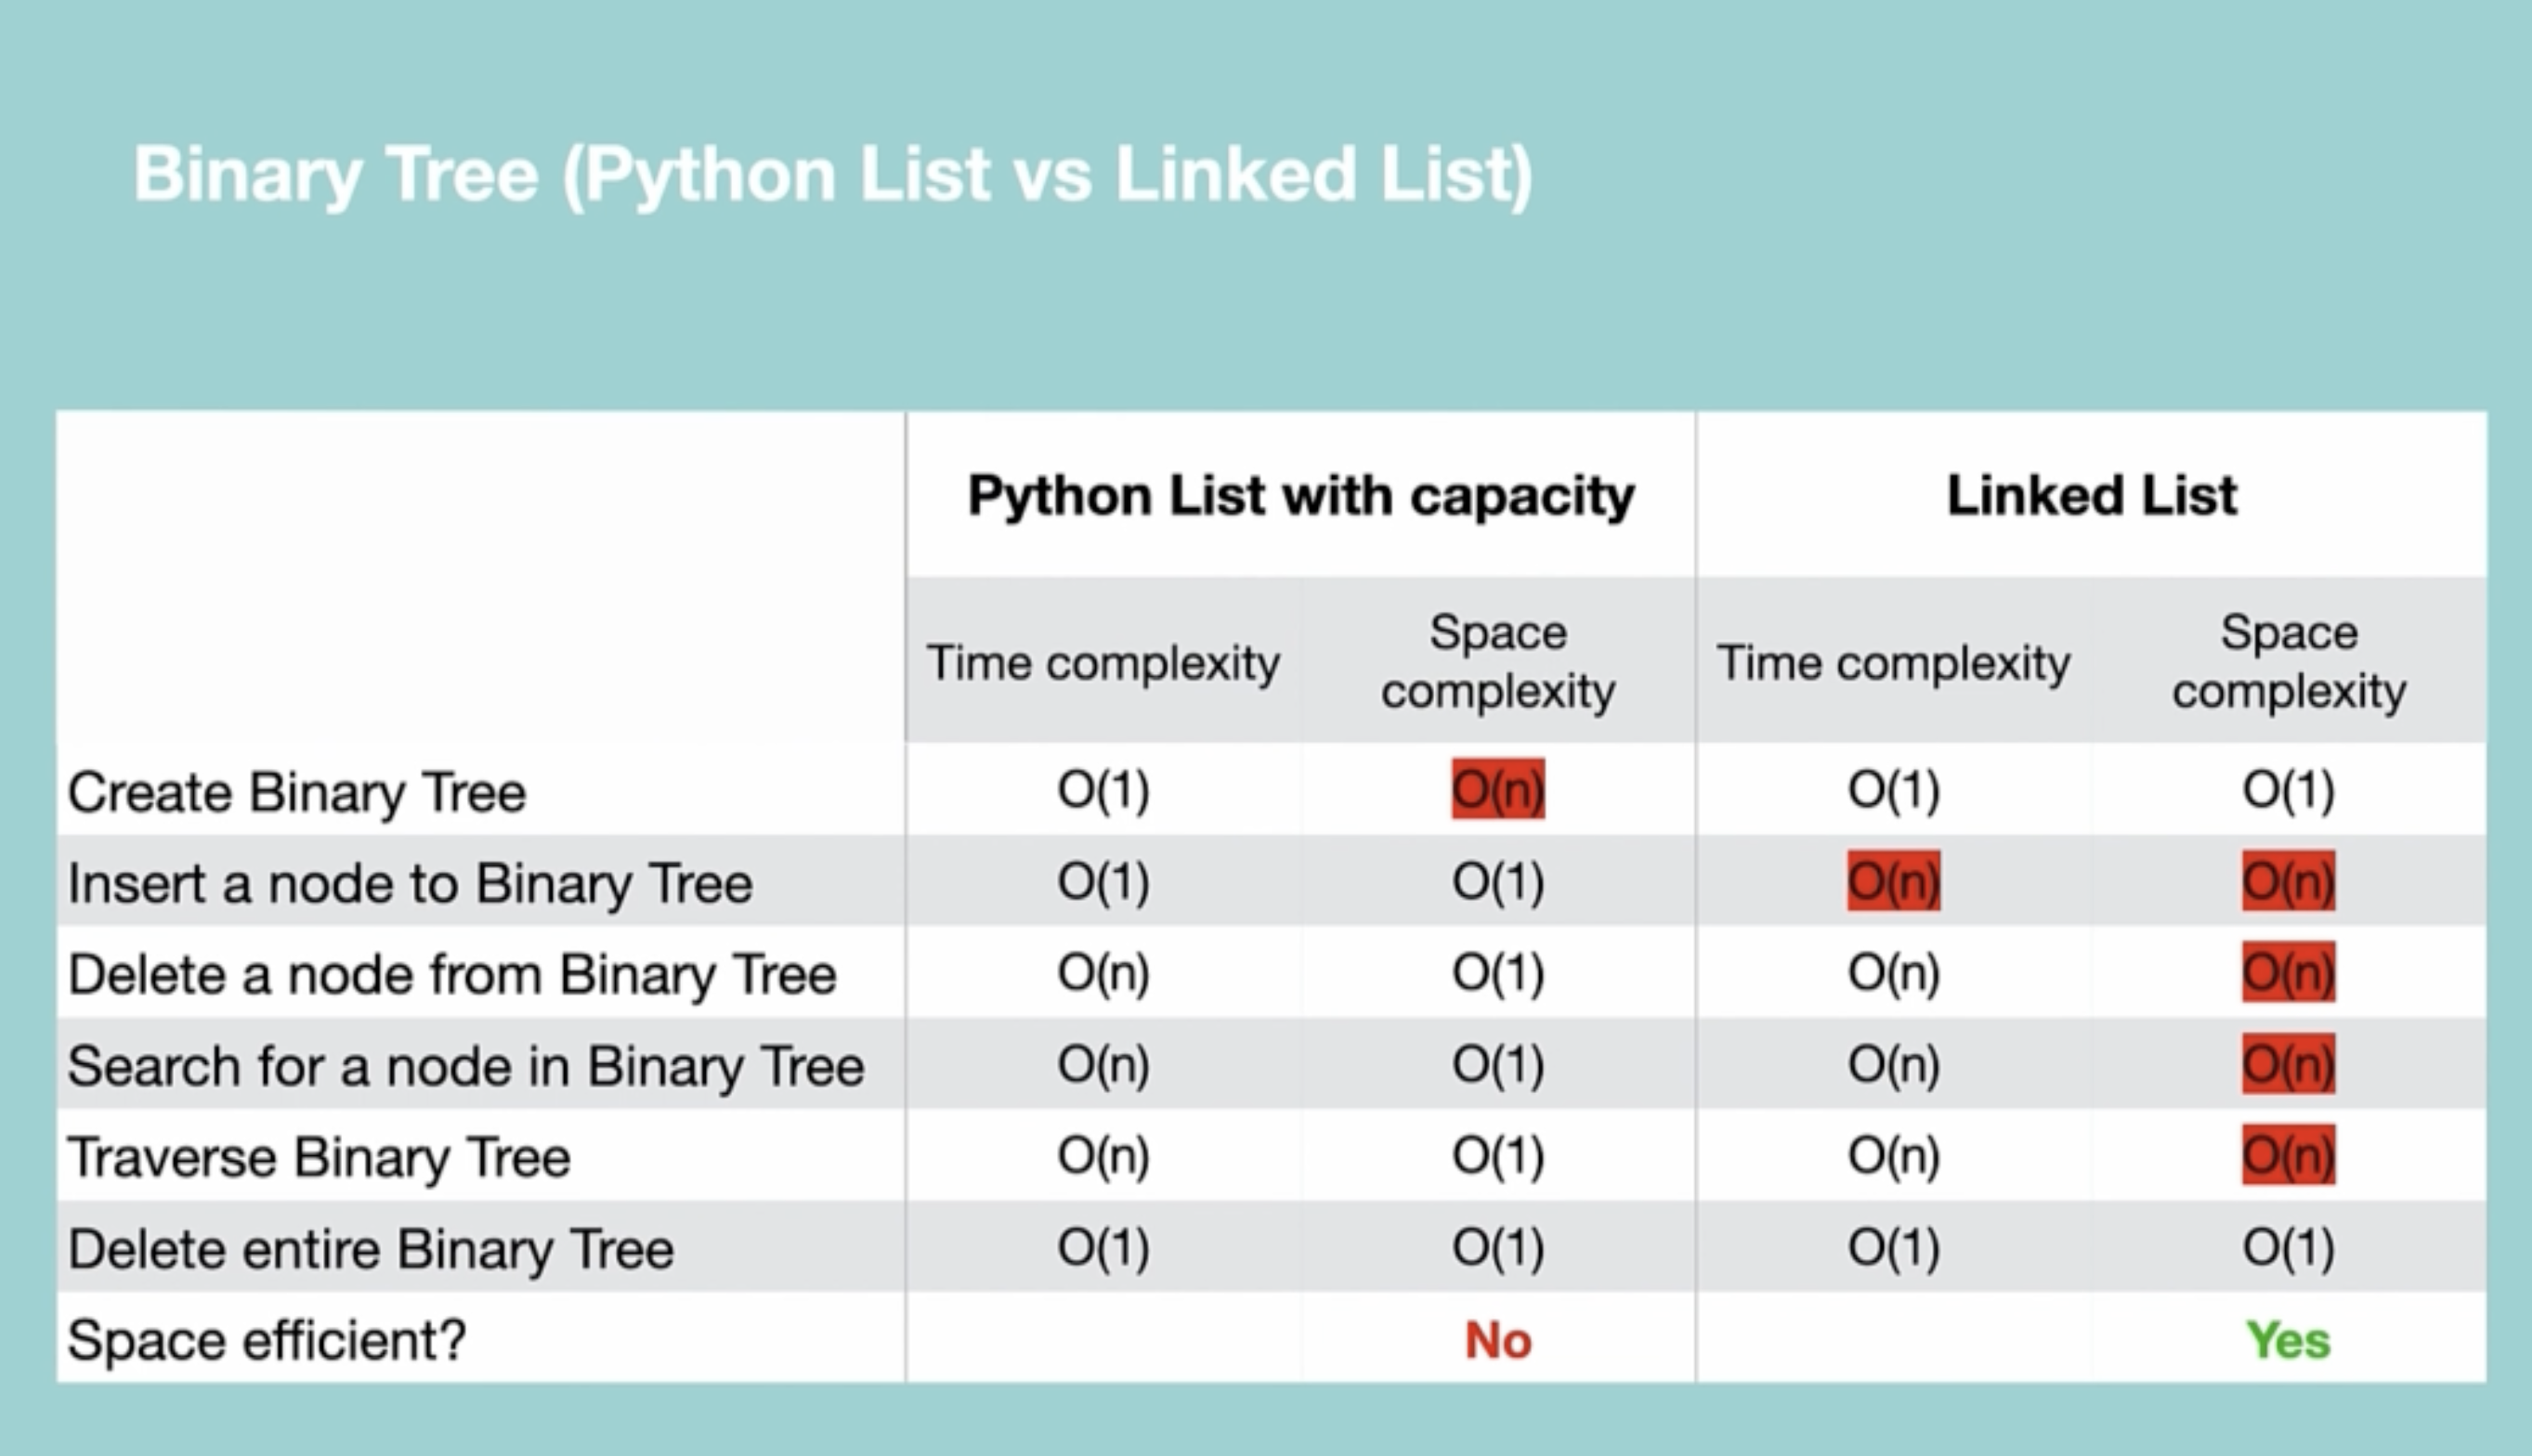 Binary Tree (Python List vs Linked List)
Python List with capacity Linked List
Time complexity Space complexity Time complexity Space complexity
Create Binary Tree O(1) O(n) O(1) O(1)
Insert a node to Binary Tree O(1) O(1) O(n) O(n)
Delete a node from Binary Tree O(n) O(1) O(n) O(n)
Search for a node in Binary Tree O(n) O(1) O(n) O(n)
Traverse Binary Tree O(n) O(1) O(n) O(n)
Delete entire Binary Tree O(1) O(1) O(1) O(1)
Space efficient? No Yes